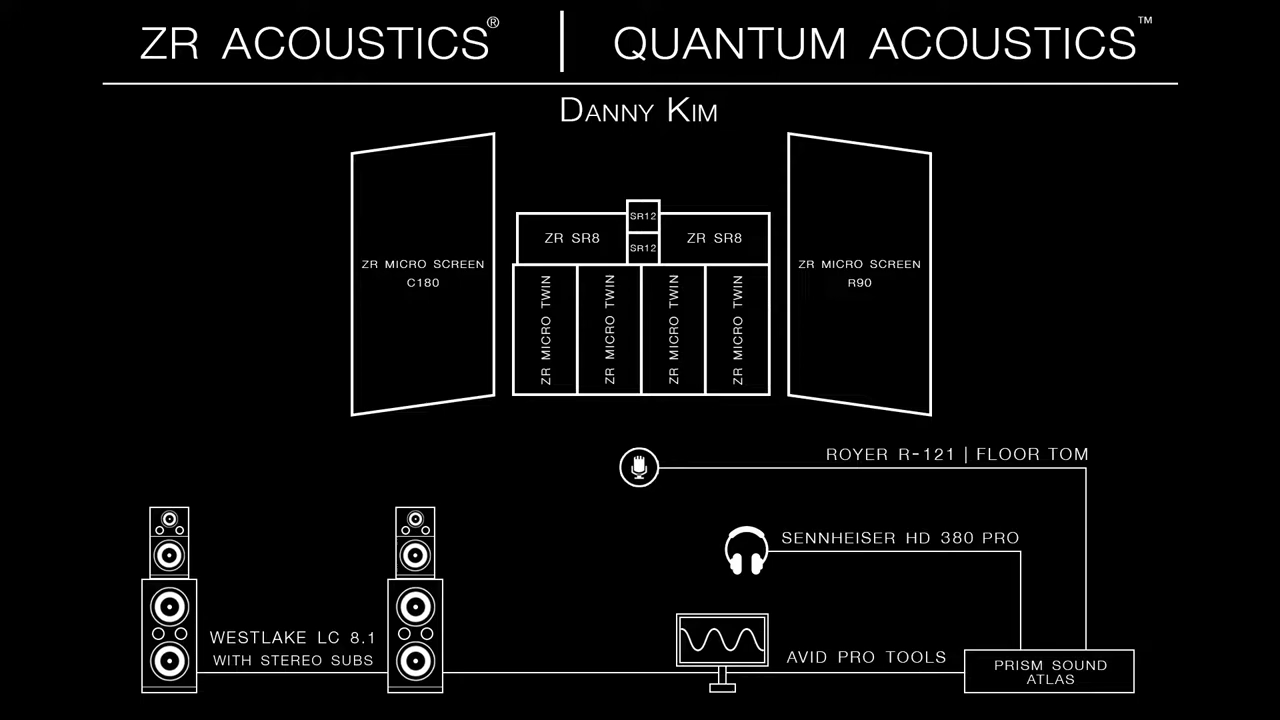 ZR ACOUSTICS® | QUANTUM ACOUSTICS™
DANNY KIM
ZR MICRO SCREEN
C180
ZR SR8
SR12
SR12
ZR SR8
ZR MICRO TWIN
ZR MICRO TWIN
ZR MICRO TWIN
ZR MICRO TWIN
ZR MICRO SCREEN
R90
ROYER R-121 | FLOOR TOM
SENNHEISER HD 380 PRO
WESTLAKE LC 8.1
WITH STEREO SUBS
AVID PRO TOOLS
PRISM SOUND
ATLAS